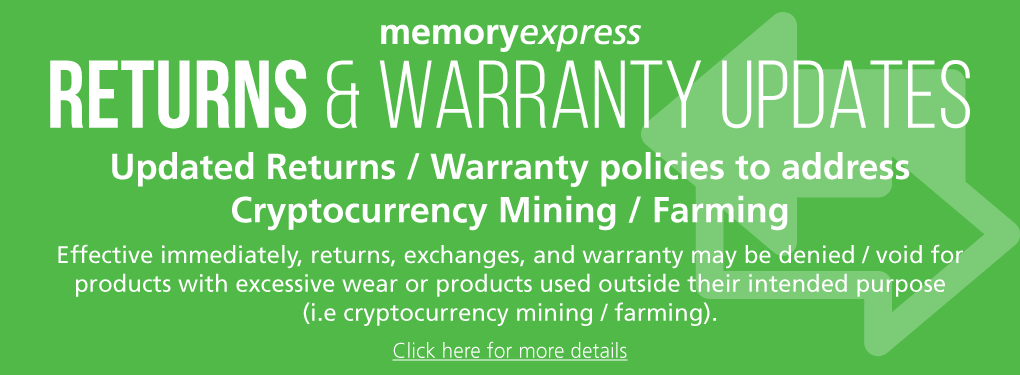 memoryexpress
RETURNS & WARRANTY UPDATES
Updated Returns / Warranty policies to address
Cryptocurrency Mining / Farming
Effective immediately, returns, exchanges, and warranty may be denied / void for
products with excessive wear or products used outside their intended purpose
(i.e cryptocurrency mining / farming).
Click here for more details